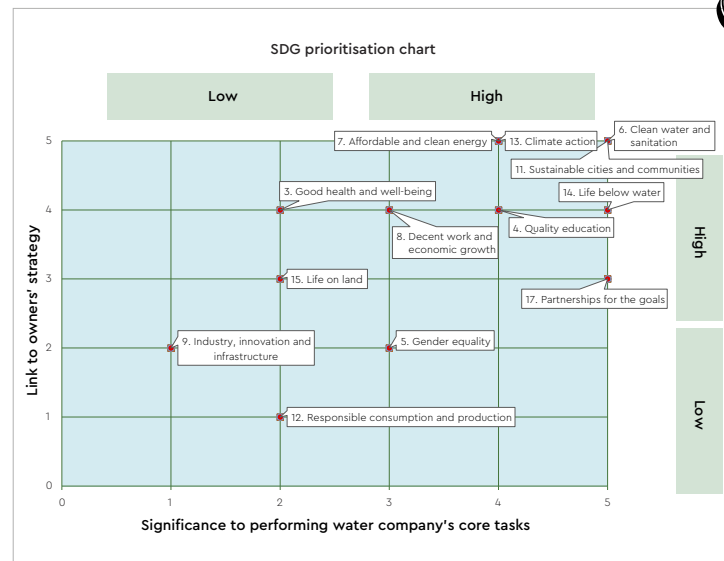 SDG prioritisation chart
Low
High
5
7. Affordable and clean energy
13. Climate action
6. Clean water and
sanitation
11. Sustainable cities and communities
3. Good health and well-being
14. Life below water
4
8. Decent work and
economic growth
4. Quality education
High
3
15. Life on land
17. Partnerships for the goals
Link to owners' strategy
2
9. Industry, innovation and
infrastructure
5. Gender equality
Low
1
12. Responsible consumption and production
0
0
1
2
3
4
5
Significance to performing water company's core tasks